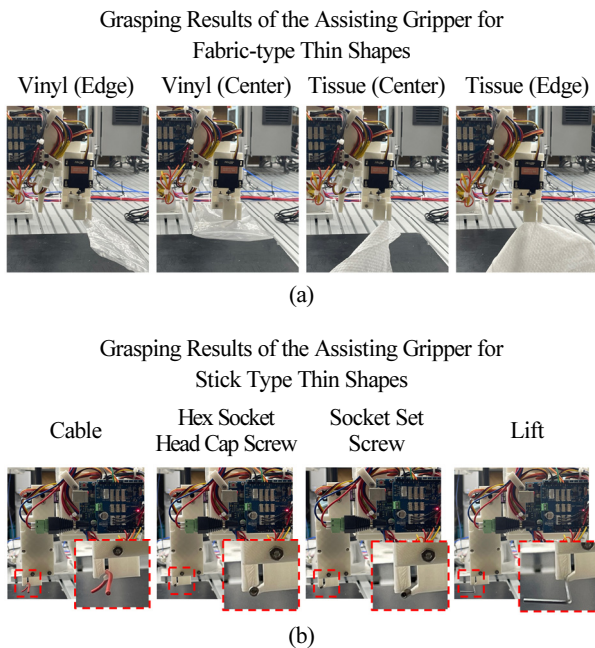 Grasping Results of the Assisting Gripper for
Fabric-type Thin Shapes
Vinyl (Edge) Vinyl (Center) Tissue (Center) Tissue (Edge)
(a)
Grasping Results of the Assisting Gripper for
Stick Type Thin Shapes
Cable
Hex Socket
Head Cap Screw
Socket Set
Screw
Lift
(b)